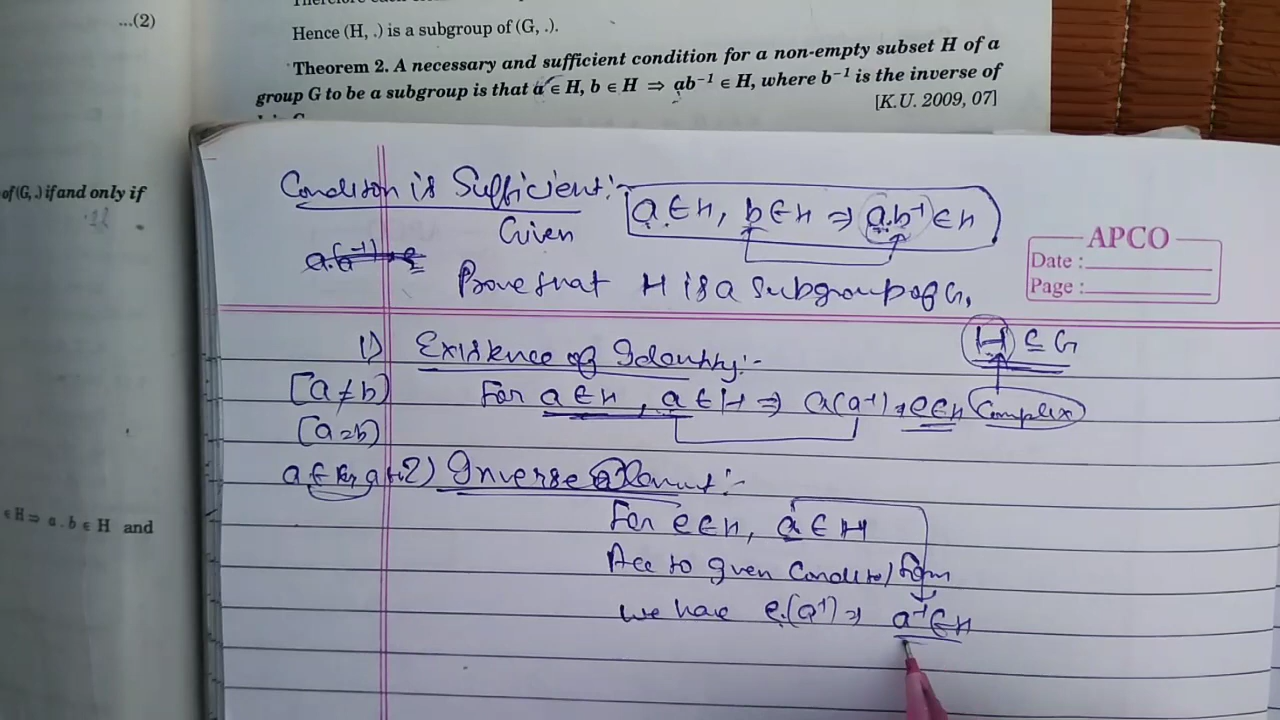 ...(2)
Hence (H, .) is a subgroup of (G, .).
Theorem 2. A necessary and sufficient condition for a non-empty subset H of a
group G to be a subgroup is that a ∈ H, b ∈ H ⇒ ab⁻¹ ∈ H, where b⁻¹ is the inverse of
[K.U. 2009, 07]
of (G, .) if and only if
∈ H ⇒ a . b ∈ H and
Condition is Sufficient:-
Given
a ∈ H, b ∈ H ⇒ a.b⁻¹ ∈ H
Prove that H is a subgroup of G,
APCO
Date :
Page :
1) Existence of Identity:-
H ⊆ G
[a ≠ b]
For a ∈ H, a ∈ H ⇒ a(a⁻¹) = e ∈ H
Complex
[a = b]
2) Inverse Element:-
For e ∈ H, a ∈ H
Acc to given Condition/
we have e.(a⁻¹) ⇒ a⁻¹ ∈ H